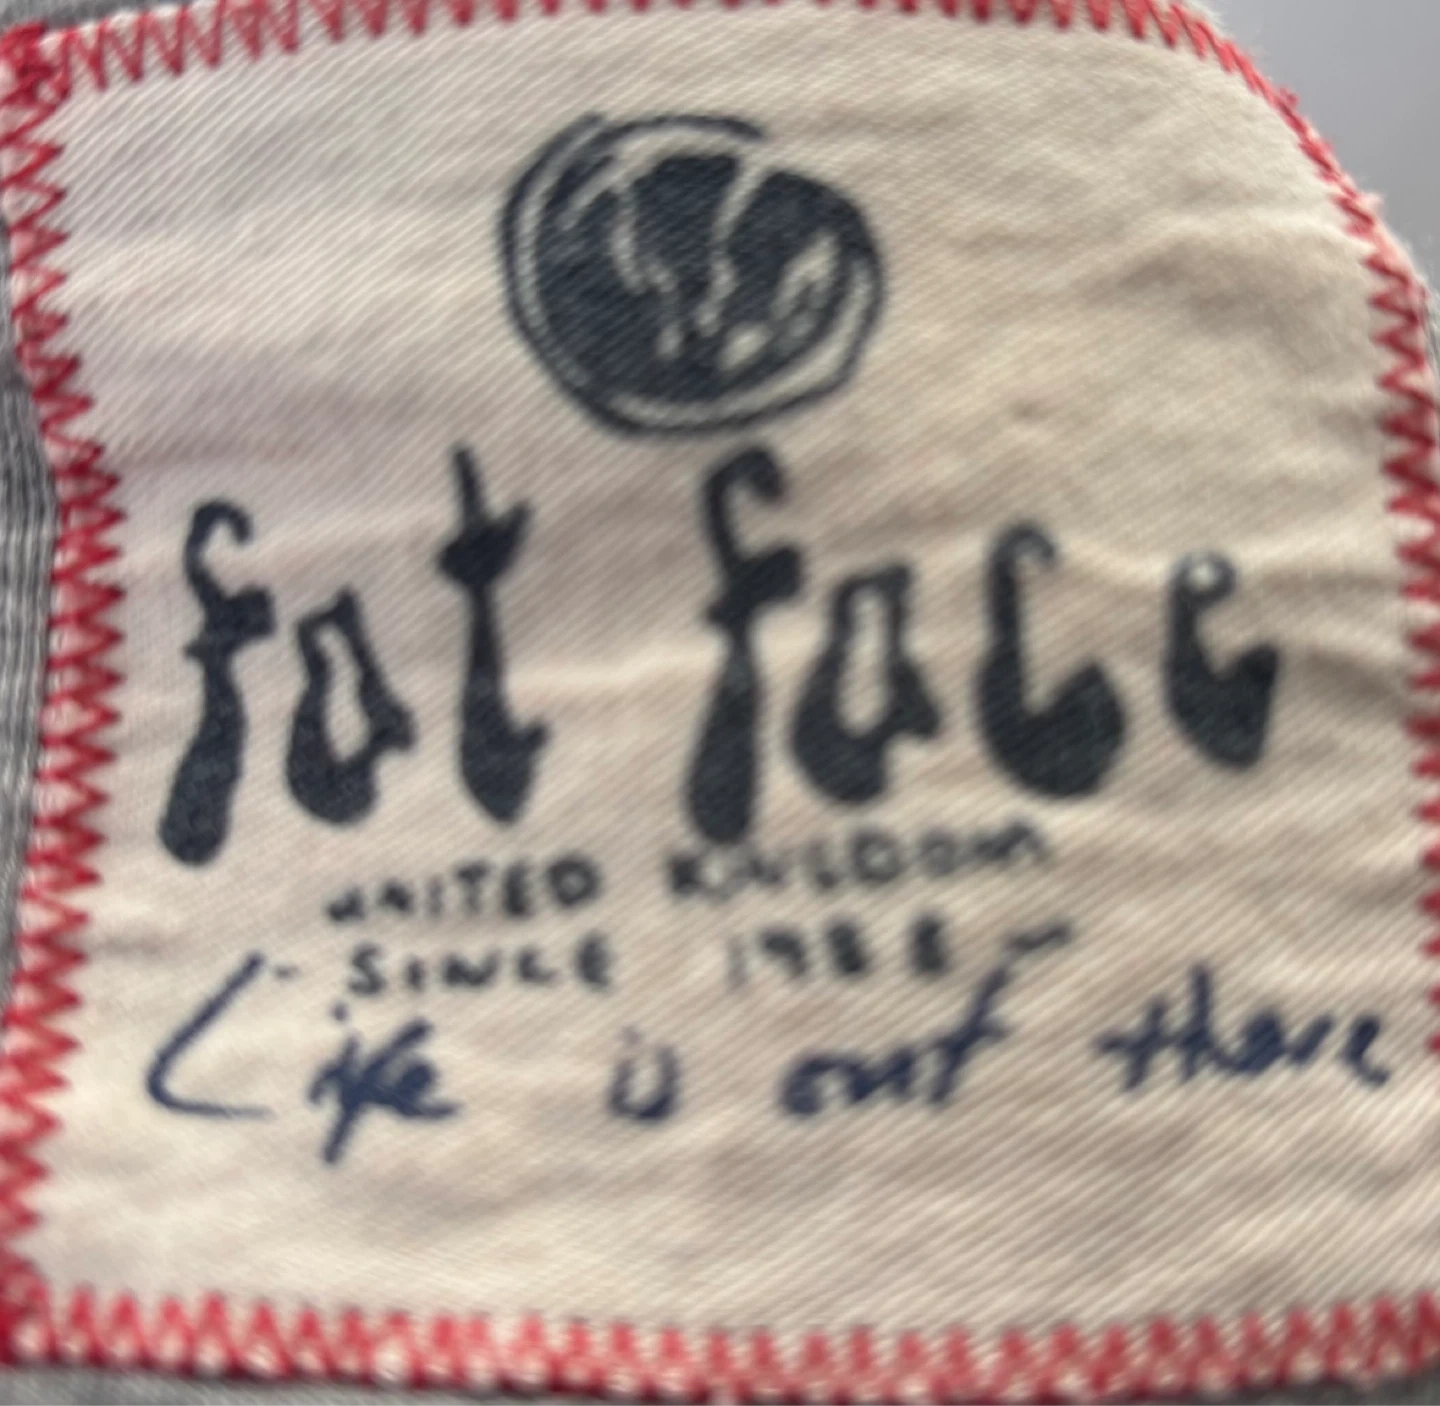 fat face
UNITED KINGDOM
- SINCE 1988 -
Life is out there